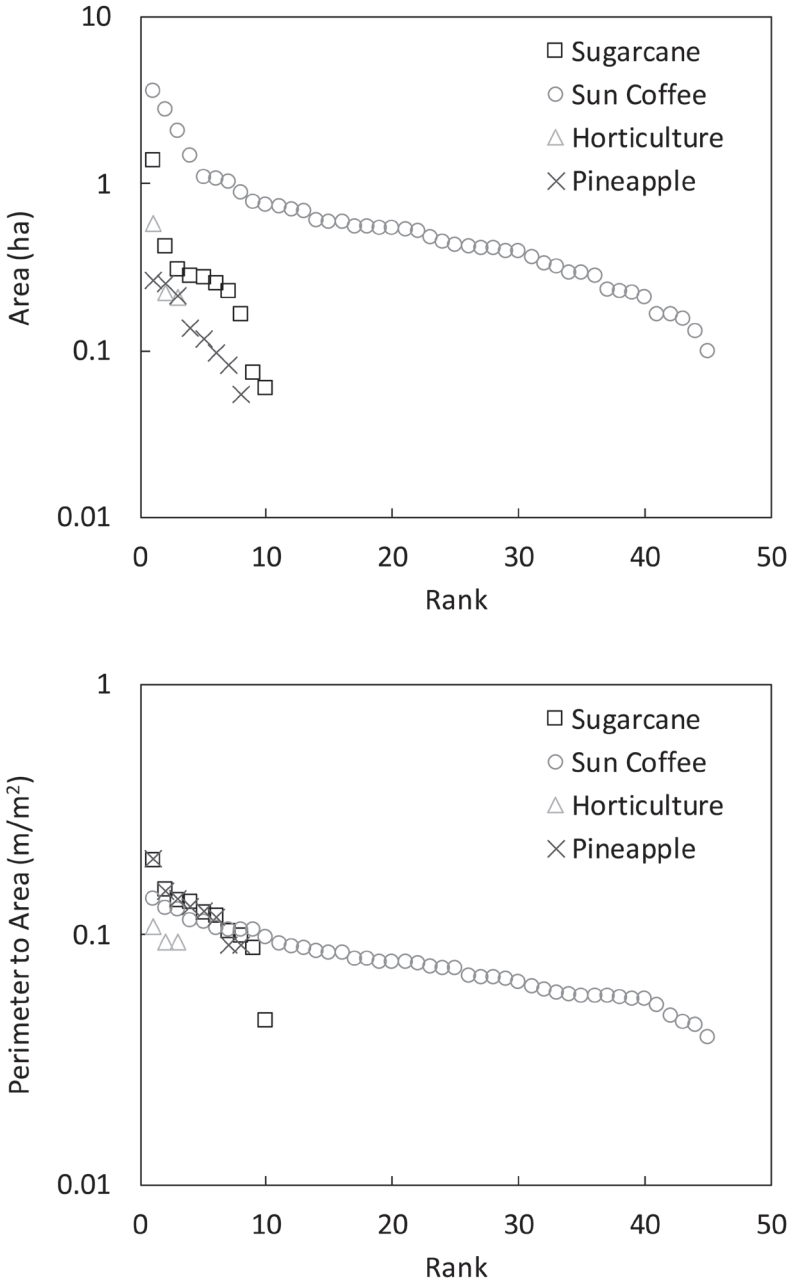 10
Sugarcane
Sun Coffee
Horticulture
Pineapple
1
Area (ha)
0.1
0.01
0 10 20 30 40 50
Rank
1
Sugarcane
Sun Coffee
Horticulture
Pineapple
Perimeter to Area (m/m²)
0.1
0.01
0 10 20 30 40 50
Rank